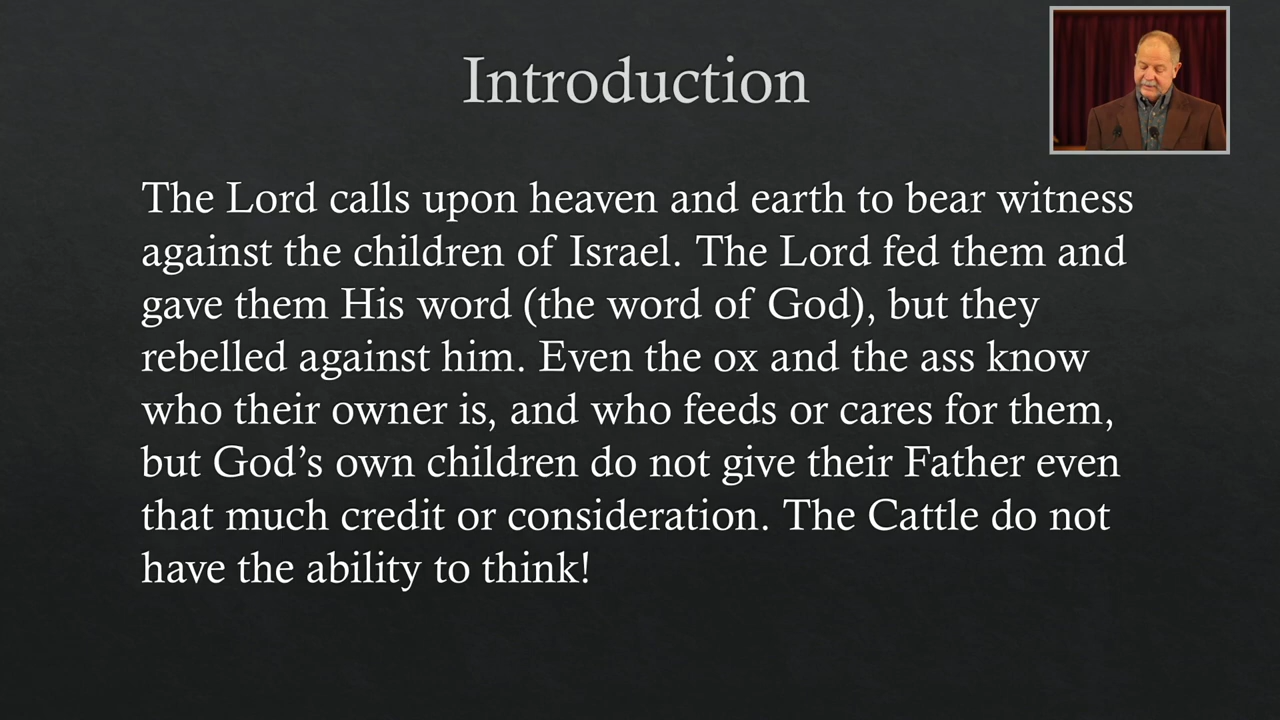 Introduction
The Lord calls upon heaven and earth to bear witness
against the children of Israel. The Lord fed them and
gave them His word (the word of God), but they
rebelled against him. Even the ox and the ass know
who their owner is, and who feeds or cares for them,
but God’s own children do not give their Father even
that much credit or consideration. The Cattle do not
have the ability to think!